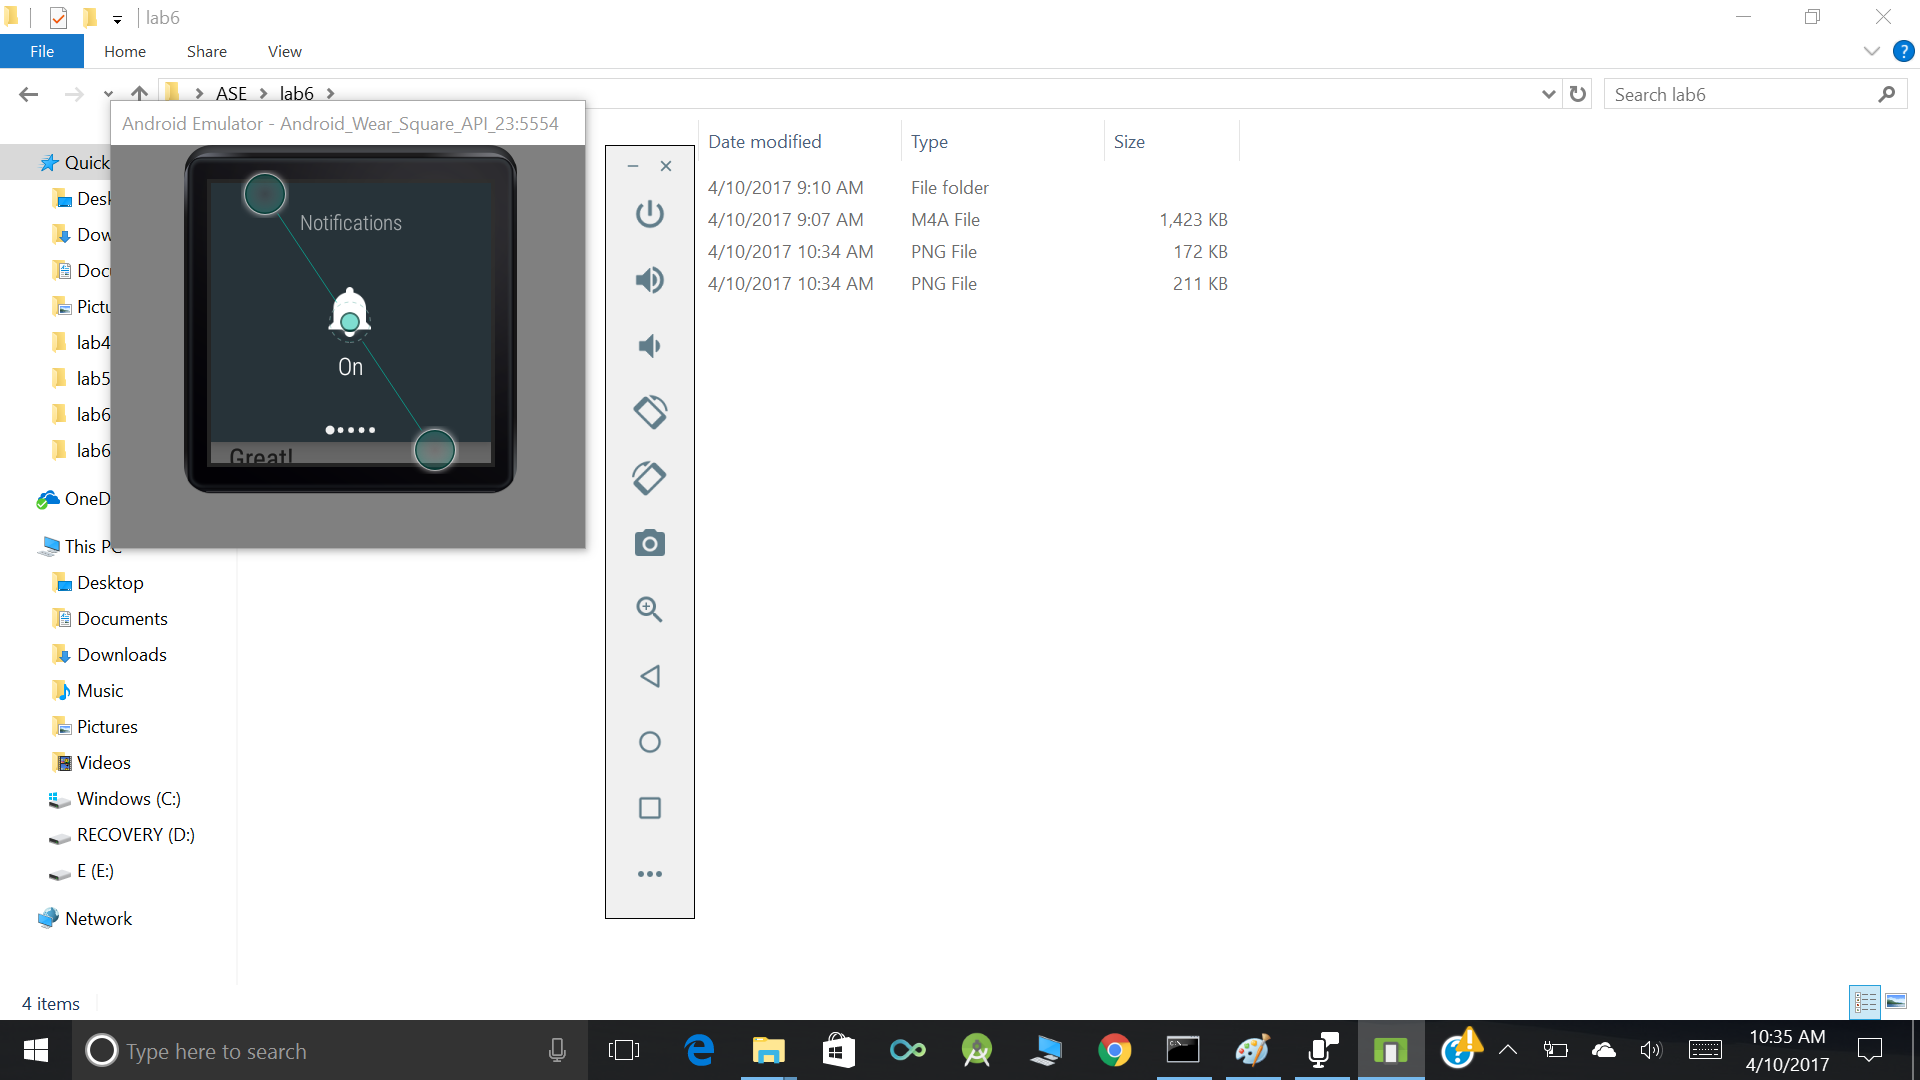 lab6
File Home Share View
ASE lab6
Search lab6
Android Emulator - Android_Wear_Square_API_23:5554
Date modified Type Size
Notifications
On
Great!
4/10/2017 9:10 AM File folder
4/10/2017 9:07 AM M4A File 1,423 KB
4/10/2017 10:34 AM PNG File 172 KB
4/10/2017 10:34 AM PNG File 211 KB
Quick
Desk
Dow
Docu
Pictu
lab4
lab5
lab6
lab6
OneD
This PC
Desktop
Documents
Downloads
Music
Pictures
Videos
Windows (C:)
RECOVERY (D:)
E (E:)
Network
4 items
Type here to search
10:35 AM
4/10/2017